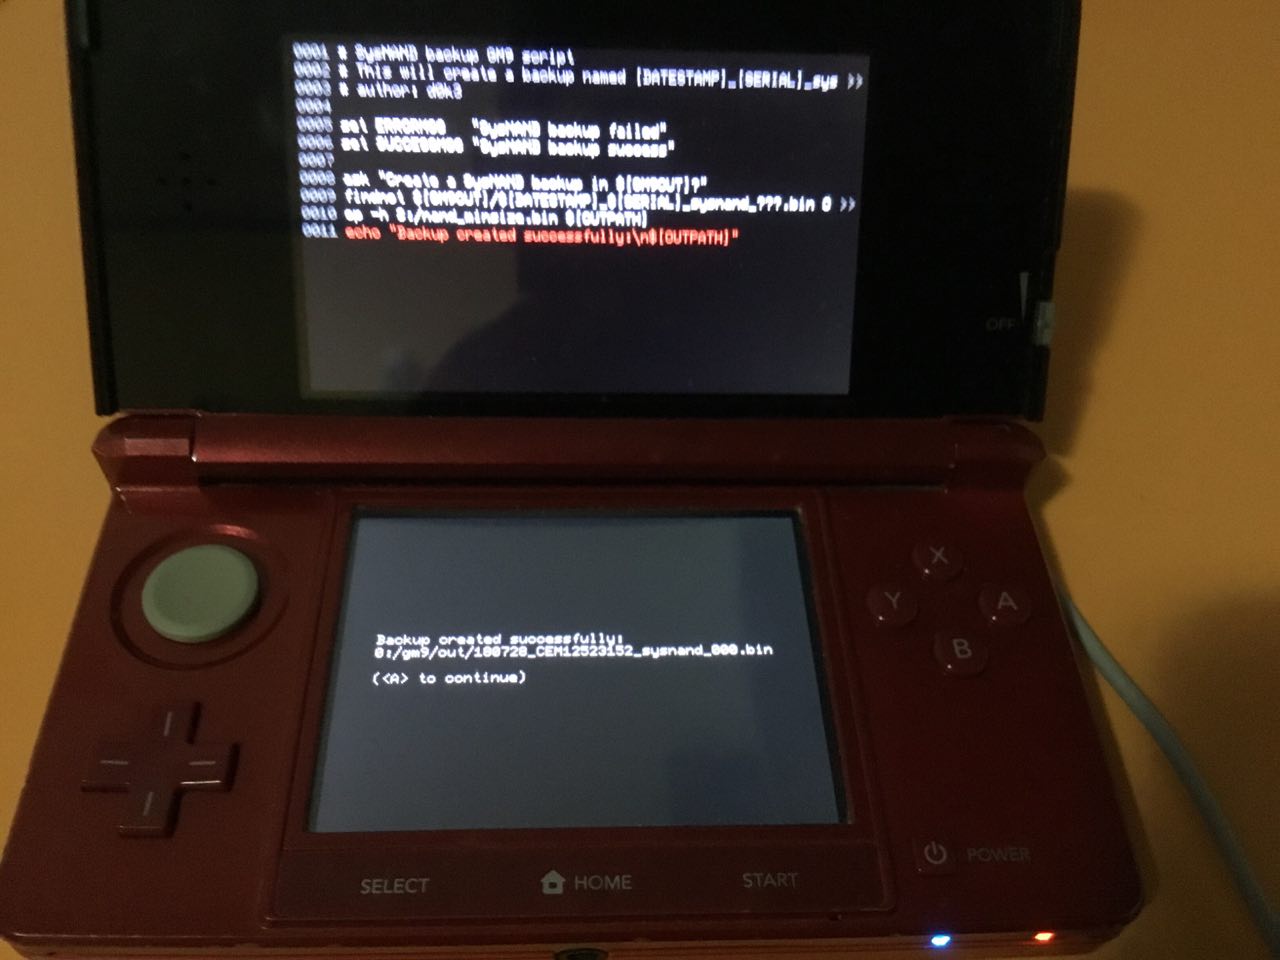 0001 # SysNAND backup GM9 script
0002 # This will create a backup named [DATESTAMP]_[SERIAL]_sys >>
0003 # author: d0k3
0004
0005 set ERRORMSG "SysNAND backup failed"
0006 set SUCCESSMSG "SysNAND backup success"
0007
0008 ask "Create a SysNAND backup in $[GM9OUT]?"
0009 findnot $[GM9OUT]/$[DATESTAMP]_$[SERIAL]_sysnand_???.bin O >>
0010 cp -h S:/nand_minsize.bin $[OUTPATH]
0011 echo "Backup created successfully:\n$[OUTPATH]"
OFF
Backup created successfully:
0:/gm9/out/180728_CEM12523152_sysnand_000.bin
(<A> to continue)
X
Y
A
B
POWER
SELECT
HOME
START